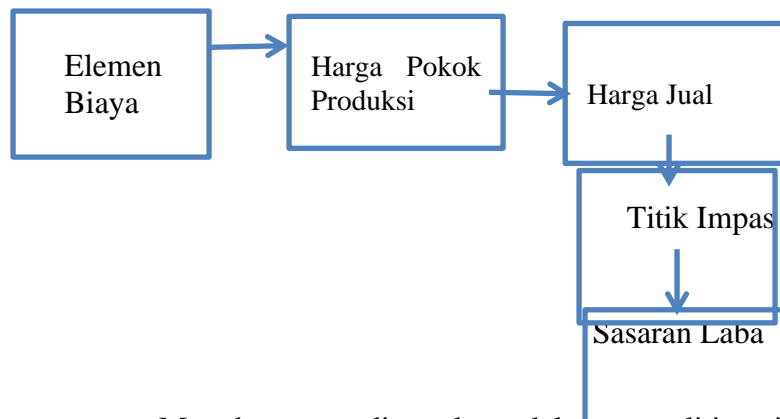 Elemen
Biaya
Harga Pokok
Produksi
Harga Jual
Titik Impas
Sasaran Laba